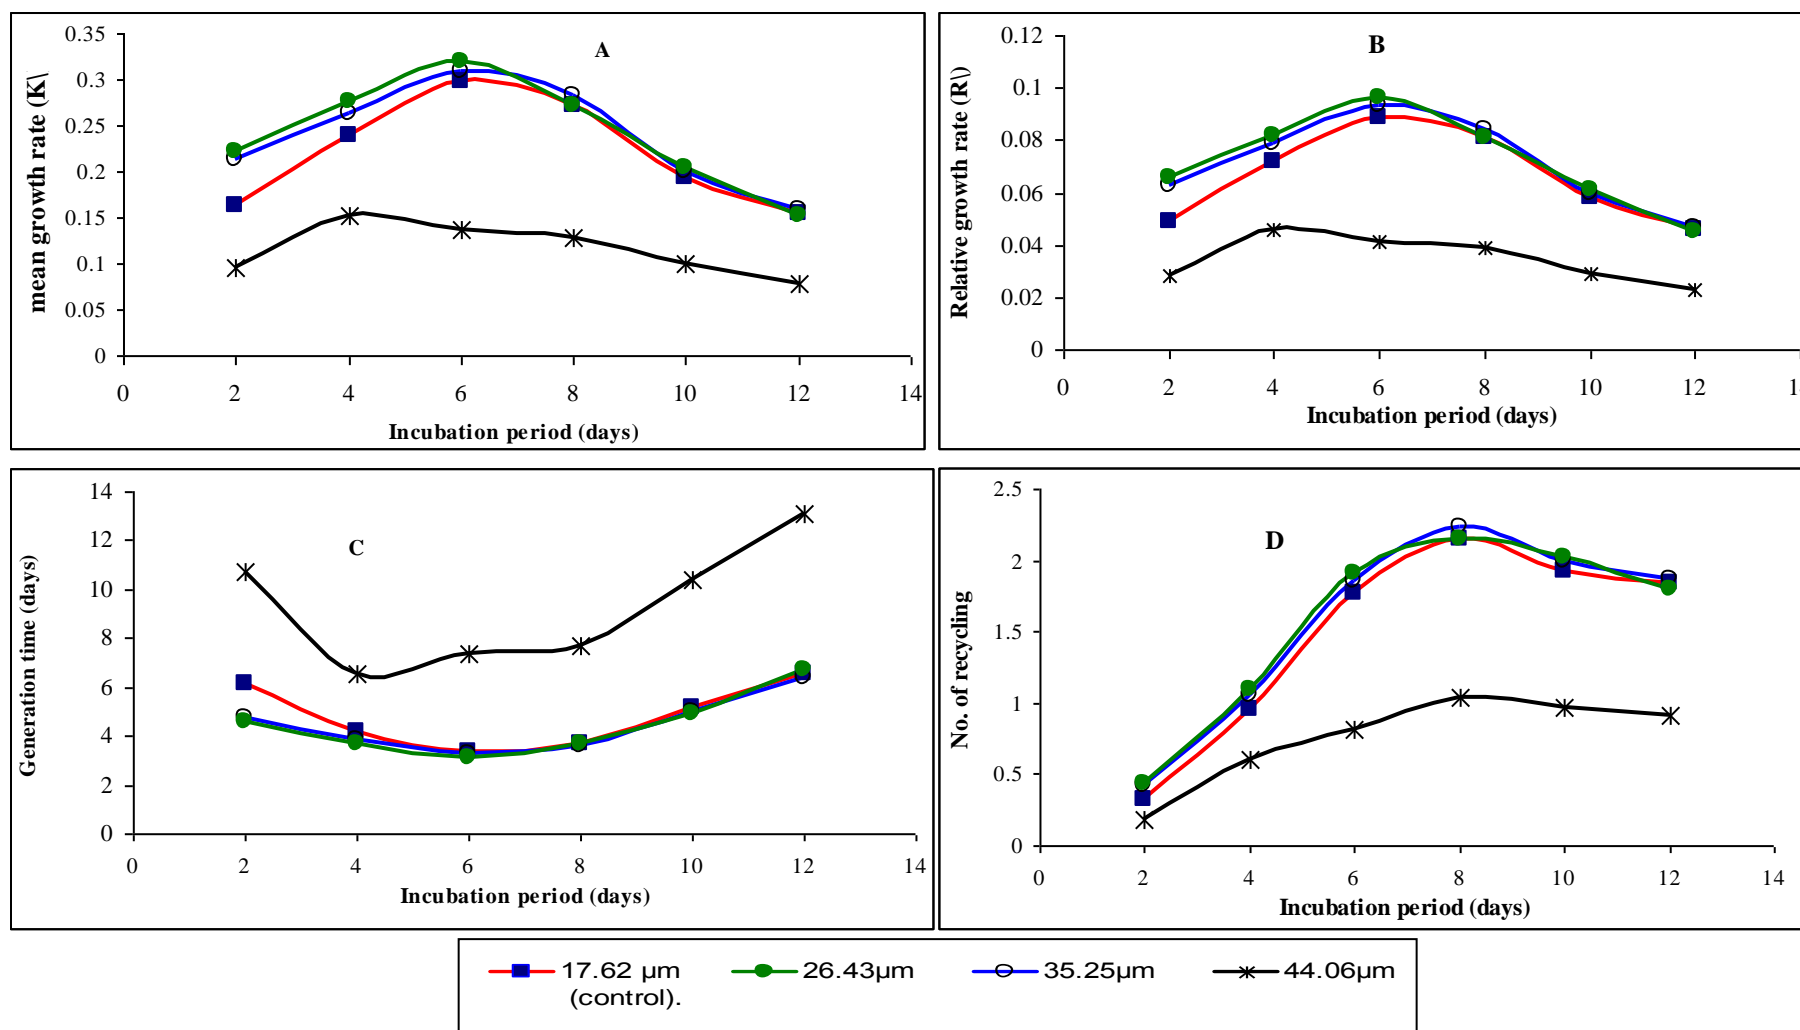 A
mean growth rate (K\
0.35
0.3
0.25
0.2
0.15
0.1
0.05
0
0 2 4 6 8 10 12 14
Incubation period (days)
B
Relative growth rate (R\)
0.12
0.1
0.08
0.06
0.04
0.02
0
0 2 4 6 8 10 12 1
Incubation period (days)
C
Generation time (days)
14
12
10
8
6
4
2
0
0 2 4 6 8 10 12 14
Incubation period (days)
D
No. of recycling
2.5
2
1.5
1
0.5
0
0 2 4 6 8 10 12 14
Incubation period (days)
17.62 µm 26.43µm 35.25µm 44.06µm
(control).